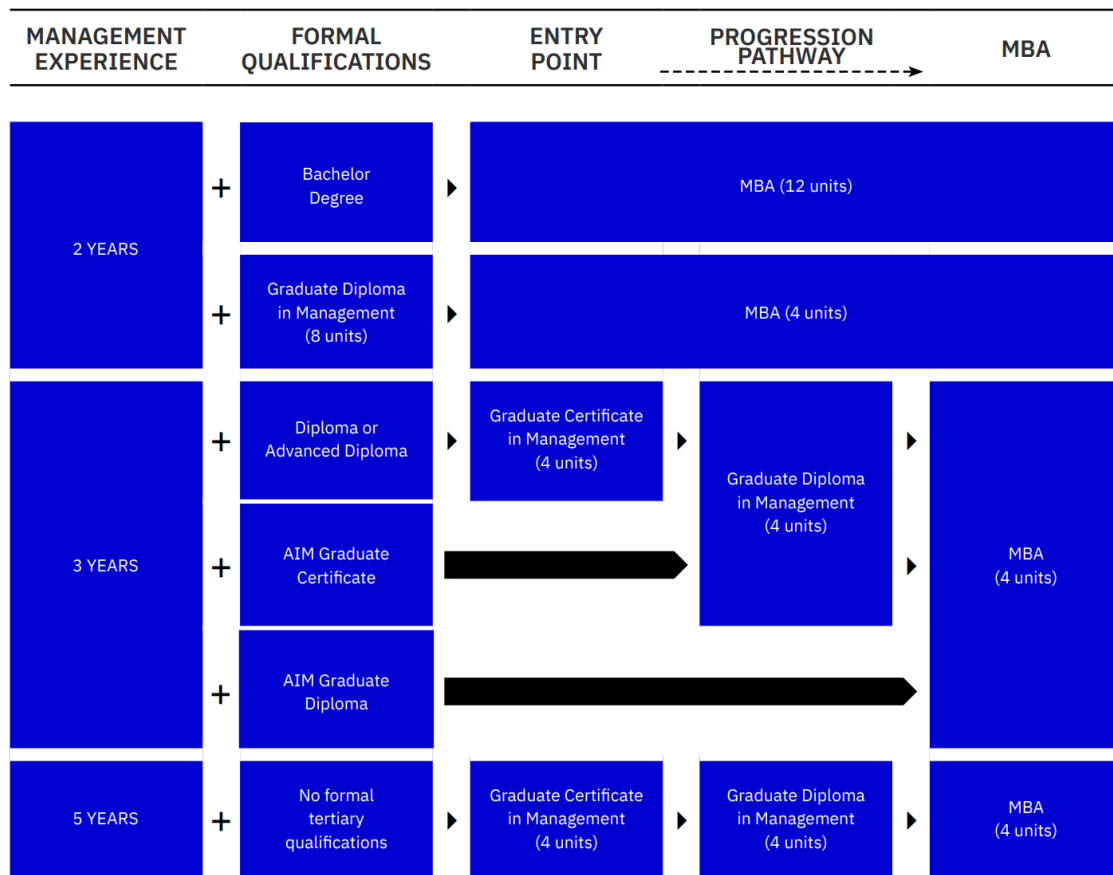 MANAGEMENT
EXPERIENCE
FORMAL
QUALIFICATIONS
ENTRY
POINT
PROGRESSION
PATHWAY
MBA
2 YEARS
+
Bachelor
Degree
MBA (12 units)
+
Graduate Diploma
in Management
(8 units)
MBA (4 units)
3 YEARS
+
Diploma or
Advanced Diploma
Graduate Certificate
in Management
(4 units)
Graduate Diploma
in Management
(4 units)
+
AIM Graduate
Certificate
MBA
(4 units)
+
AIM Graduate
Diploma
5 YEARS
+
No formal
tertiary
qualifications
Graduate Certificate
in Management
(4 units)
Graduate Diploma
in Management
(4 units)
MBA
(4 units)